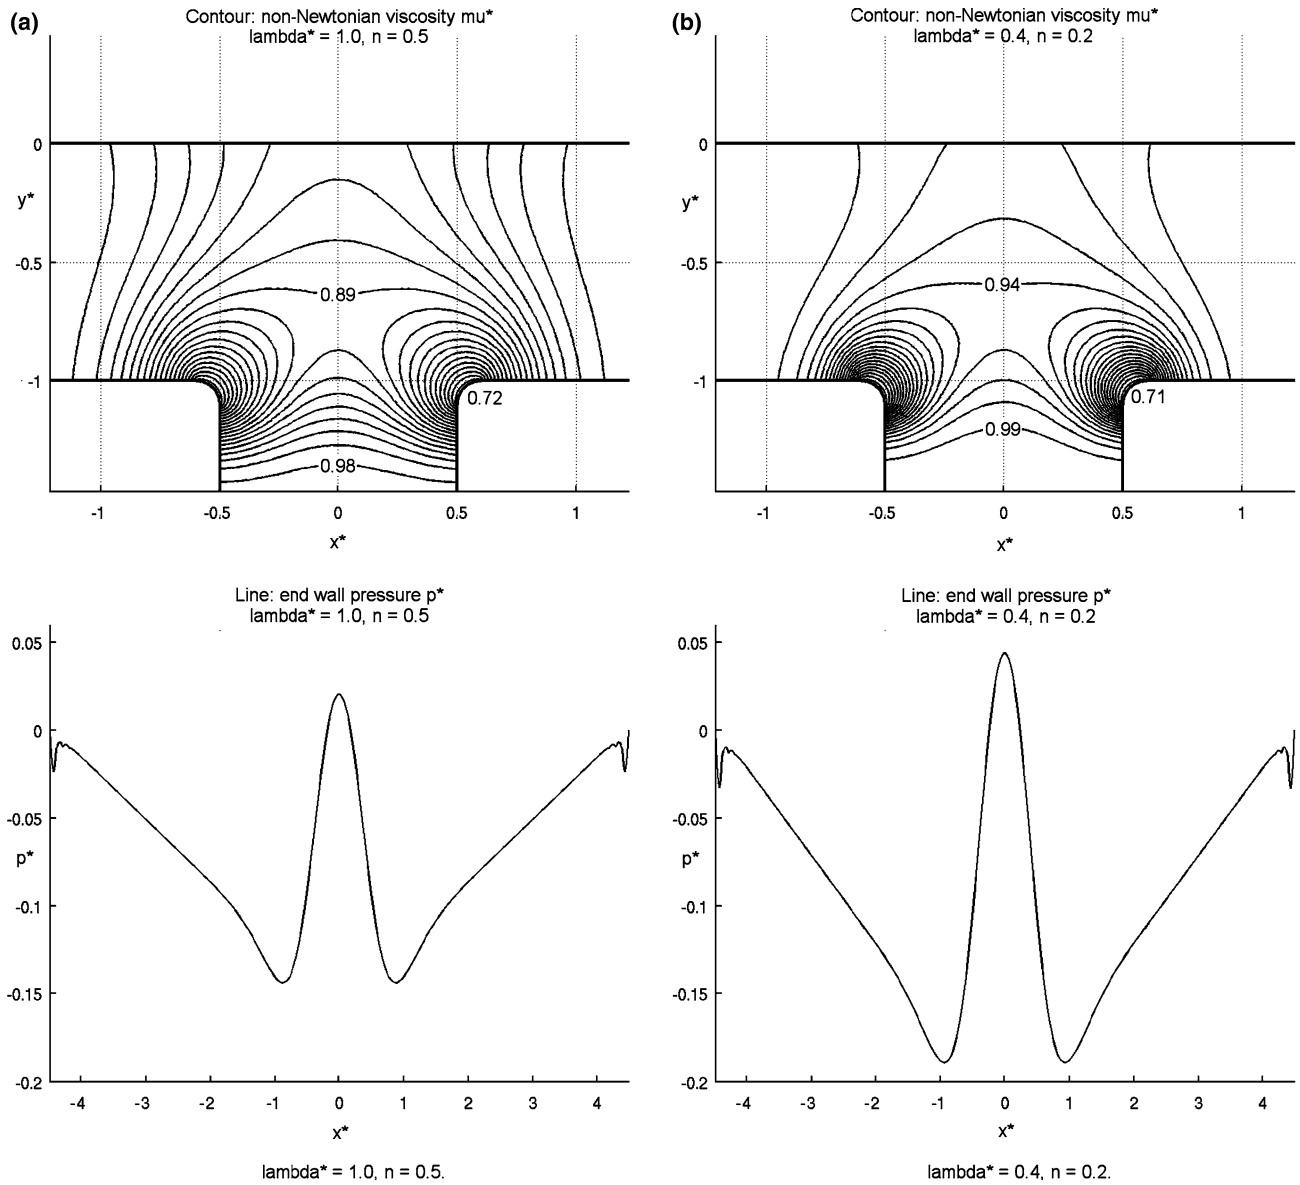 (a)
Contour: non-Newtonian viscosity mu*
lambda* = 1.0, n = 0.5
0
y*
-0.5
-1
0.89
0.72
0.98
-1
-0.5
0
0.5
1
x*
(b)
Contour: non-Newtonian viscosity mu*
lambda* = 0.4, n = 0.2
0
y*
-0.5
-1
0.94
0.71
0.99
-1
-0.5
0
0.5
1
x*
Line: end wall pressure p*
lambda* = 1.0, n = 0.5
0.05
0
-0.05
p*
-0.1
-0.15
-0.2
-4
-3
-2
-1
0
1
2
3
4
x*
lambda* = 1.0, n = 0.5.
Line: end wall pressure p*
lambda* = 0.4, n = 0.2
0.05
0
-0.05
p*
-0.1
-0.15
-0.2
-4
-3
-2
-1
0
1
2
3
4
x*
lambda* = 0.4, n = 0.2.